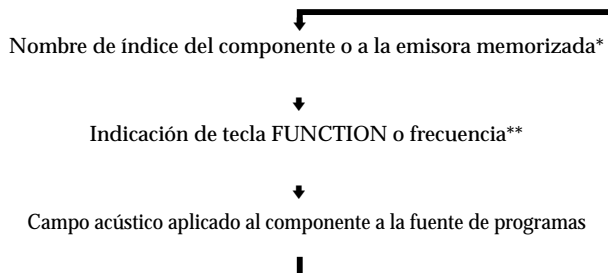 Nombre de índice del componente o a la emisora memorizada*
Indicación de tecla FUNCTION o frecuencia**
Campo acústico aplicado al componente a la fuente de programas